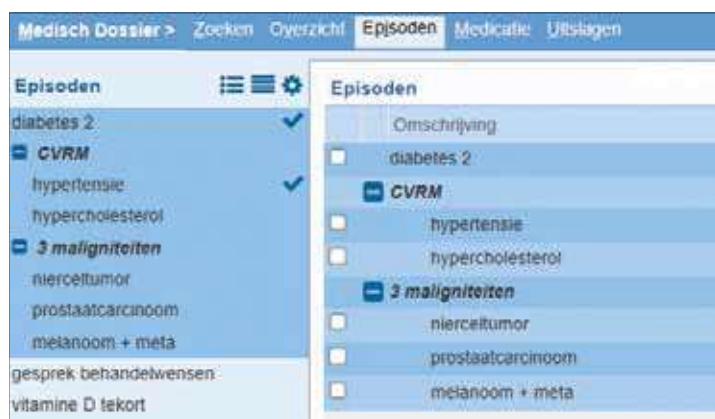 Medisch Dossier > Zoeken Overzicht Episoden Medicatie Uitslagen
Episoden
diabetes 2
CVRM
hypertensie
hypercholesterol
3 maligniteiten
nierceltumor
prostaatcarcinoom
melanoom + meta
gesprek behandelwensen
vitamine D tekort
Episoden
Omschrijving
diabetes 2
CVRM
hypertensie
hypercholesterol
3 maligniteiten
nierceltumor
prostaatcarcinoom
melanoom + meta